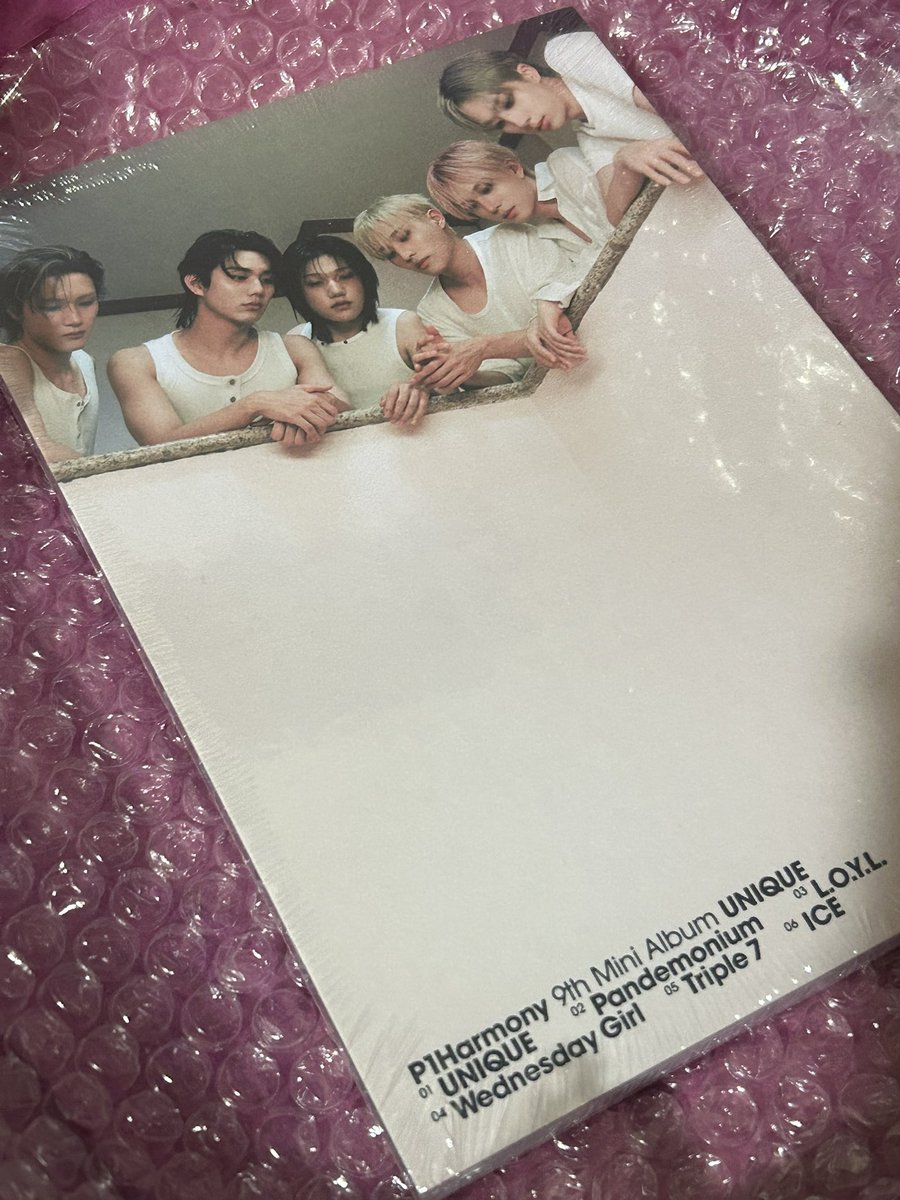 P1Harmony 9th Mini Album UNIQUE
01 UNIQUE 02 Pandemonium 03 L.O.Y.L.
04 Wednesday Girl 05 Triple 7 06 ICE